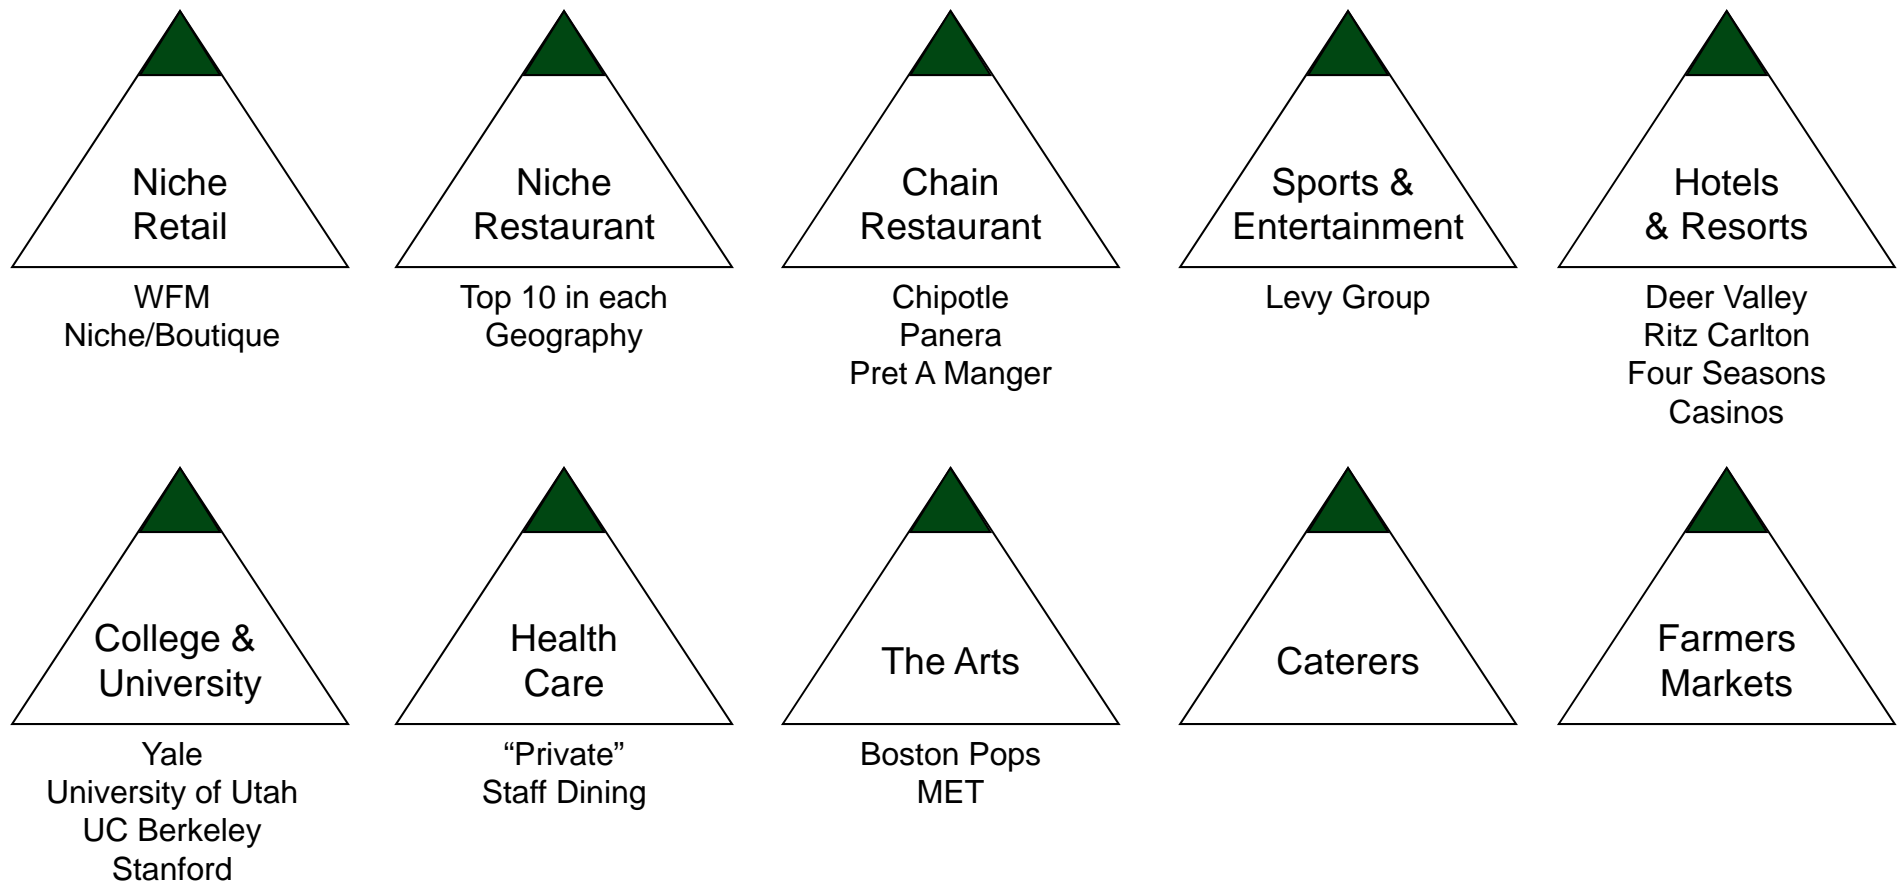 Niche
Retail
WFM
Niche/Boutique
Niche
Restaurant
Top 10 in each
Geography
Chain
Restaurant
Chipotle
Panera
Pret A Manger
Sports &
Entertainment
Levy Group
Hotels
& Resorts
Deer Valley
Ritz Carlton
Four Seasons
Casinos
College &
University
Yale
University of Utah
UC Berkeley
Stanford
Health
Care
“Private”
Staff Dining
The Arts
Boston Pops
MET
Caterers
Farmers
Markets